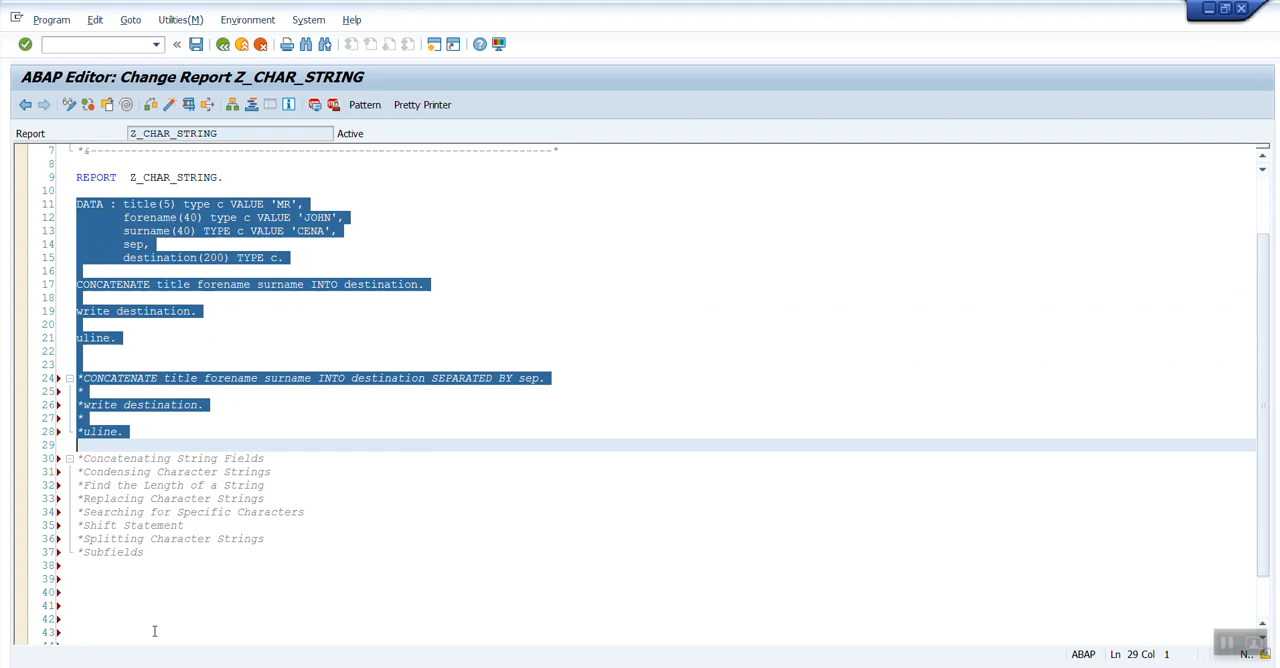 Program Edit Goto Utilities(M) Environment System Help
ABAP Editor: Change Report Z_CHAR_STRING
Pattern Pretty Printer
Report Z_CHAR_STRING Active
7 *&---------------------------------------------------------------------*
8
9 REPORT Z_CHAR_STRING.
10
11 DATA : title(5) type c VALUE 'MR',
12 forename(40) type c VALUE 'JOHN',
13 surname(40) TYPE c VALUE 'CENA',
14 sep,
15 destination(200) TYPE c.
16
17 CONCATENATE title forename surname INTO destination.
18
19 write destination.
20
21 uline.
22
23
24 *CONCATENATE title forename surname INTO destination SEPARATED BY sep.
25 *
26 *write destination.
27 *
28 *uline.
29
30 *Concatenating String Fields
31 *Condensing Character Strings
32 *Find the Length of a String
33 *Replacing Character Strings
34 *Searching for Specific Characters
35 *Shift Statement
36 *Splitting Character Strings
37 *Subfields
38
39
40
41
42
43
ABAP Ln 29 Col 1 N..